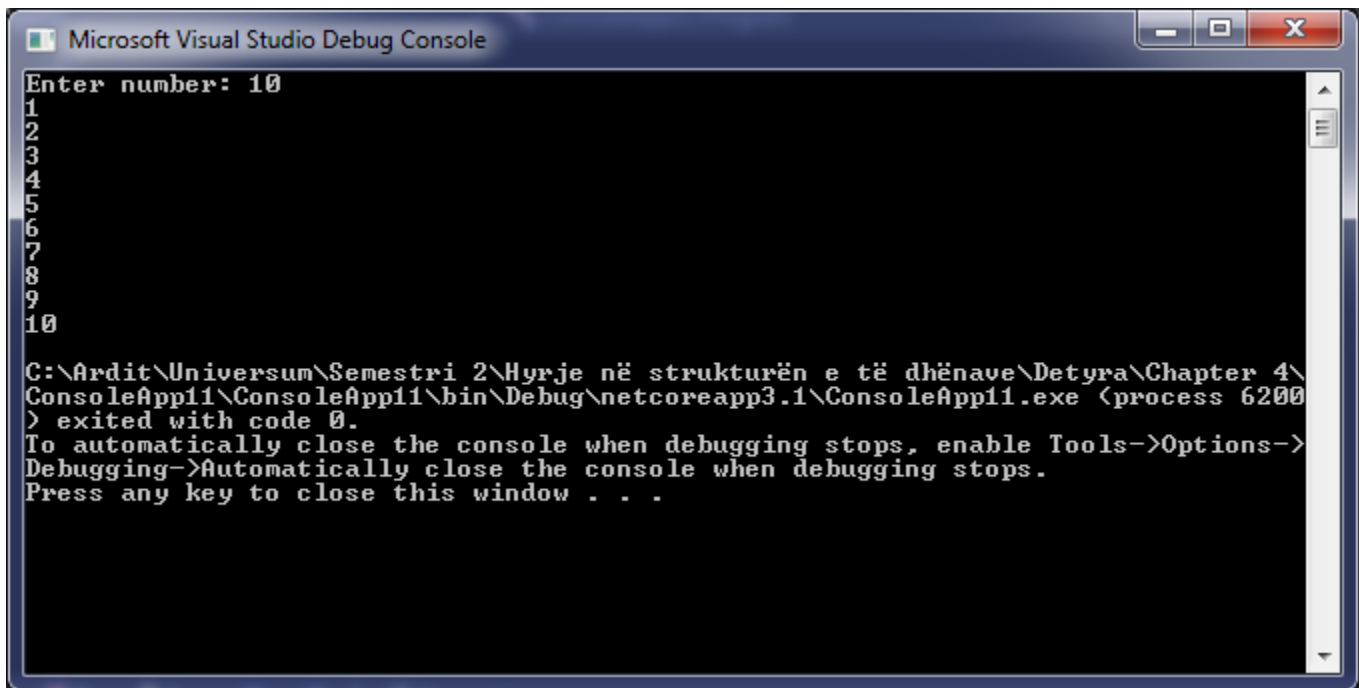 Microsoft Visual Studio Debug Console
Enter number: 10
1
2
3
4
5
6
7
8
9
10
C:\Ardit\Universum\Semestri 2\Hyrje në strukturën e të dhënave\Detyra\Chapter 4\
ConsoleApp11\ConsoleApp11\bin\Debug\netcoreapp3.1\ConsoleApp11.exe (process 6200
) exited with code 0.
To automatically close the console when debugging stops, enable Tools->Options->
Debugging->Automatically close the console when debugging stops.
Press any key to close this window . . .